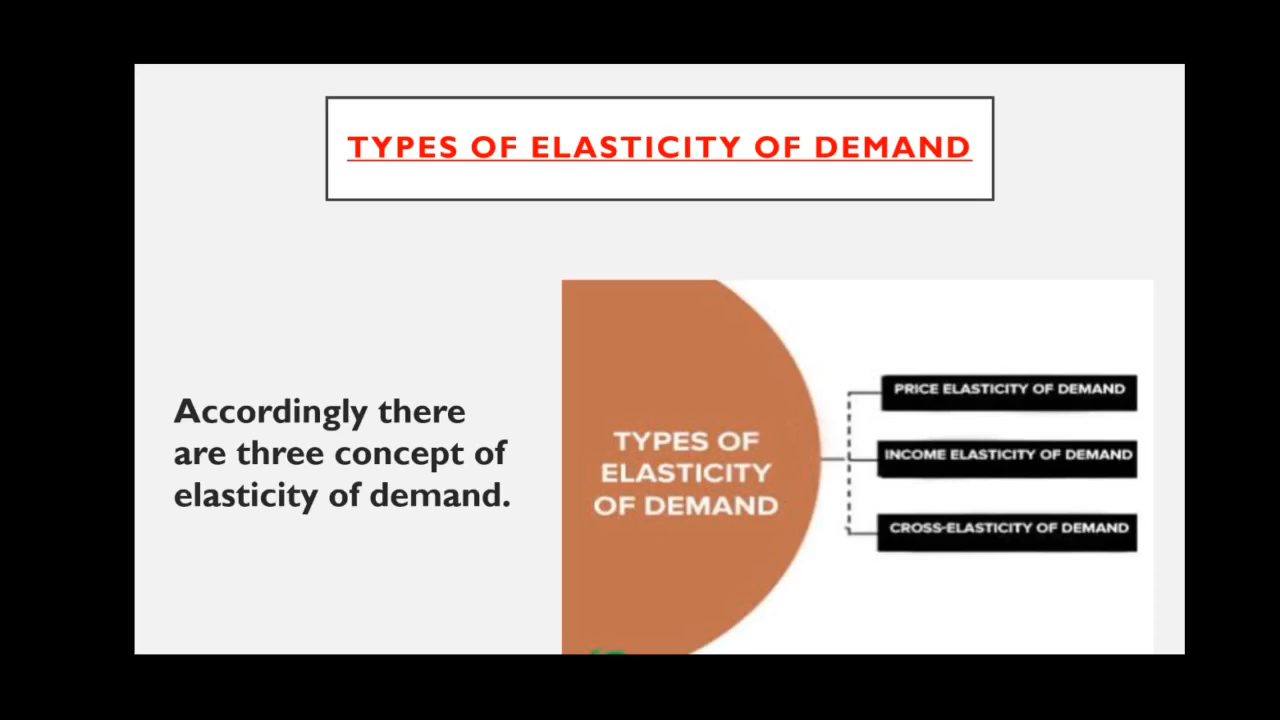 TYPES OF ELASTICITY OF DEMAND
Accordingly there
are three concept of
elasticity of demand.
TYPES OF
ELASTICITY
OF DEMAND
PRICE ELASTICITY OF DEMAND
INCOME ELASTICITY OF DEMAND
CROSS-ELASTICITY OF DEMAND